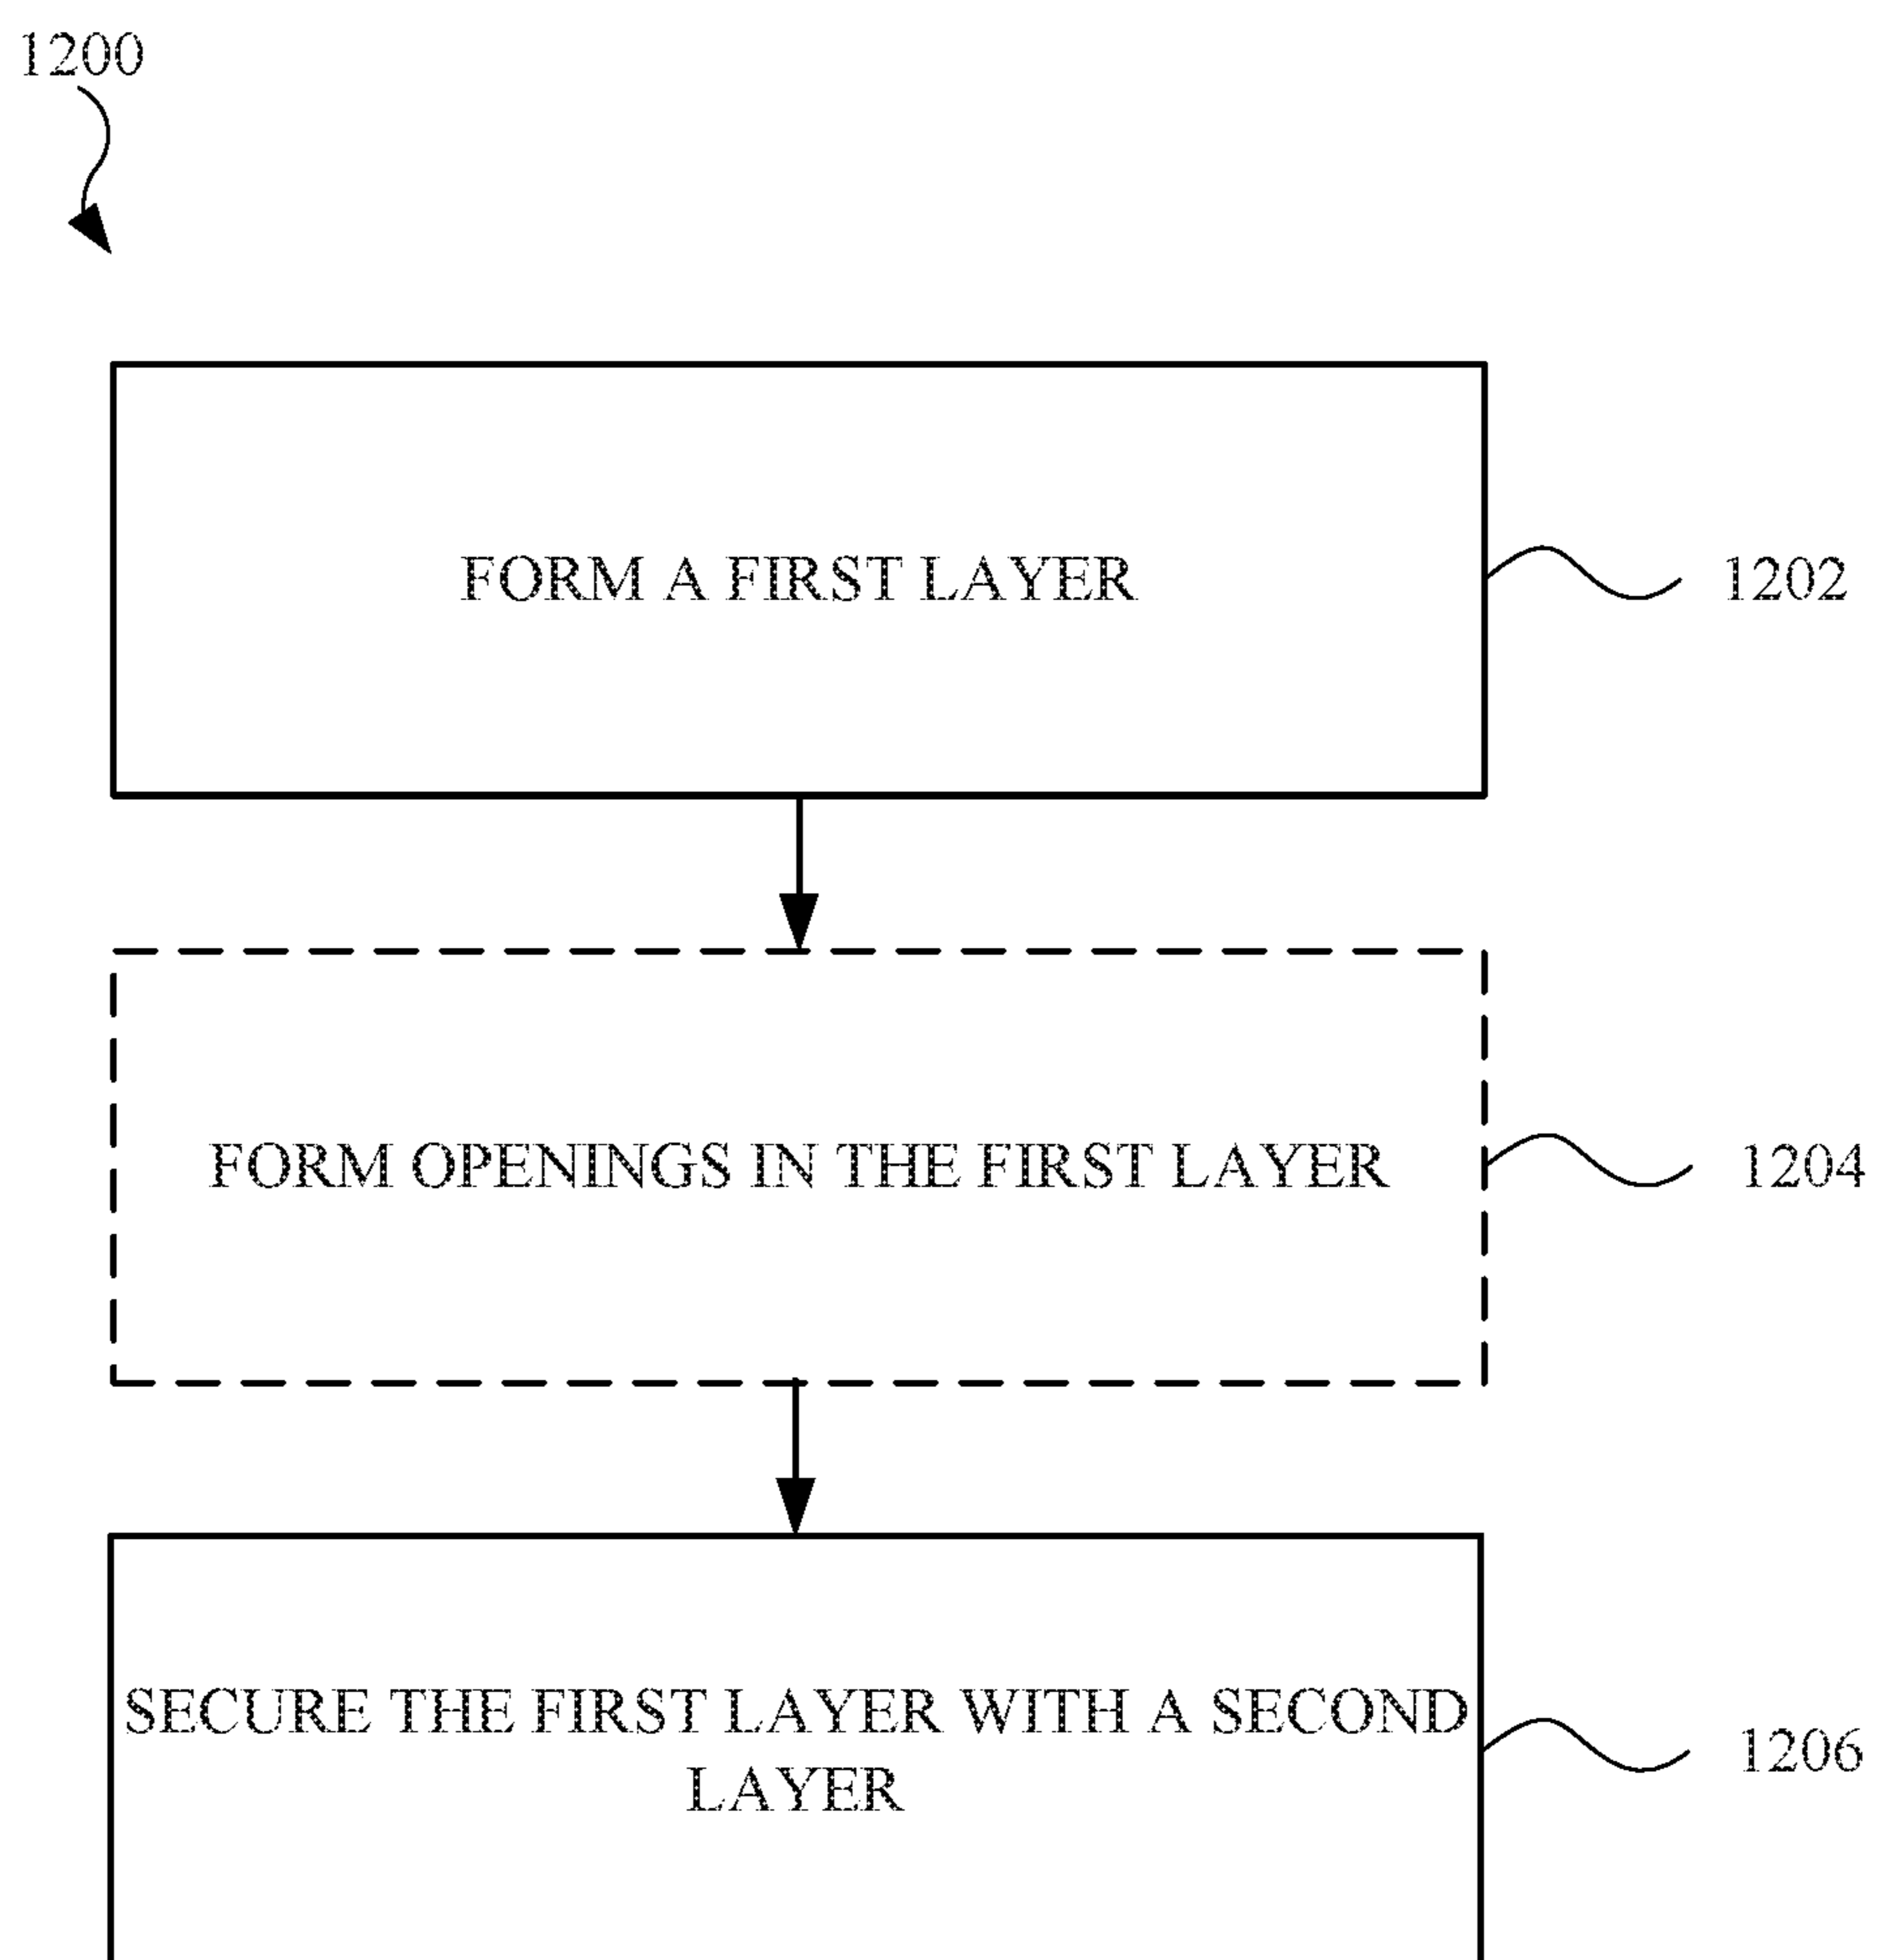 1200
FORM A FIRST LAYER
1202
FORM OPENINGS IN THE FIRST LAYER
1204
SECURE THE FIRST LAYER WITH A SECOND
LAYER
1206